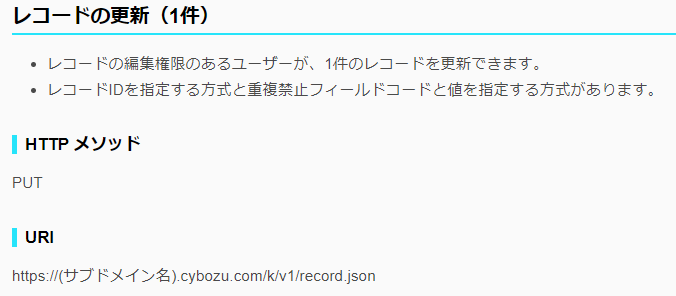 レコードの更新（1件）
レコードの編集権限のあるユーザーが、1件のレコードを更新できます。
レコードIDを指定する方式と重複禁止フィールドコードと値を指定する方式があります。
HTTP メソッド
PUT
URI
https://(サブドメイン名).cybozu.com/k/v1/record.json